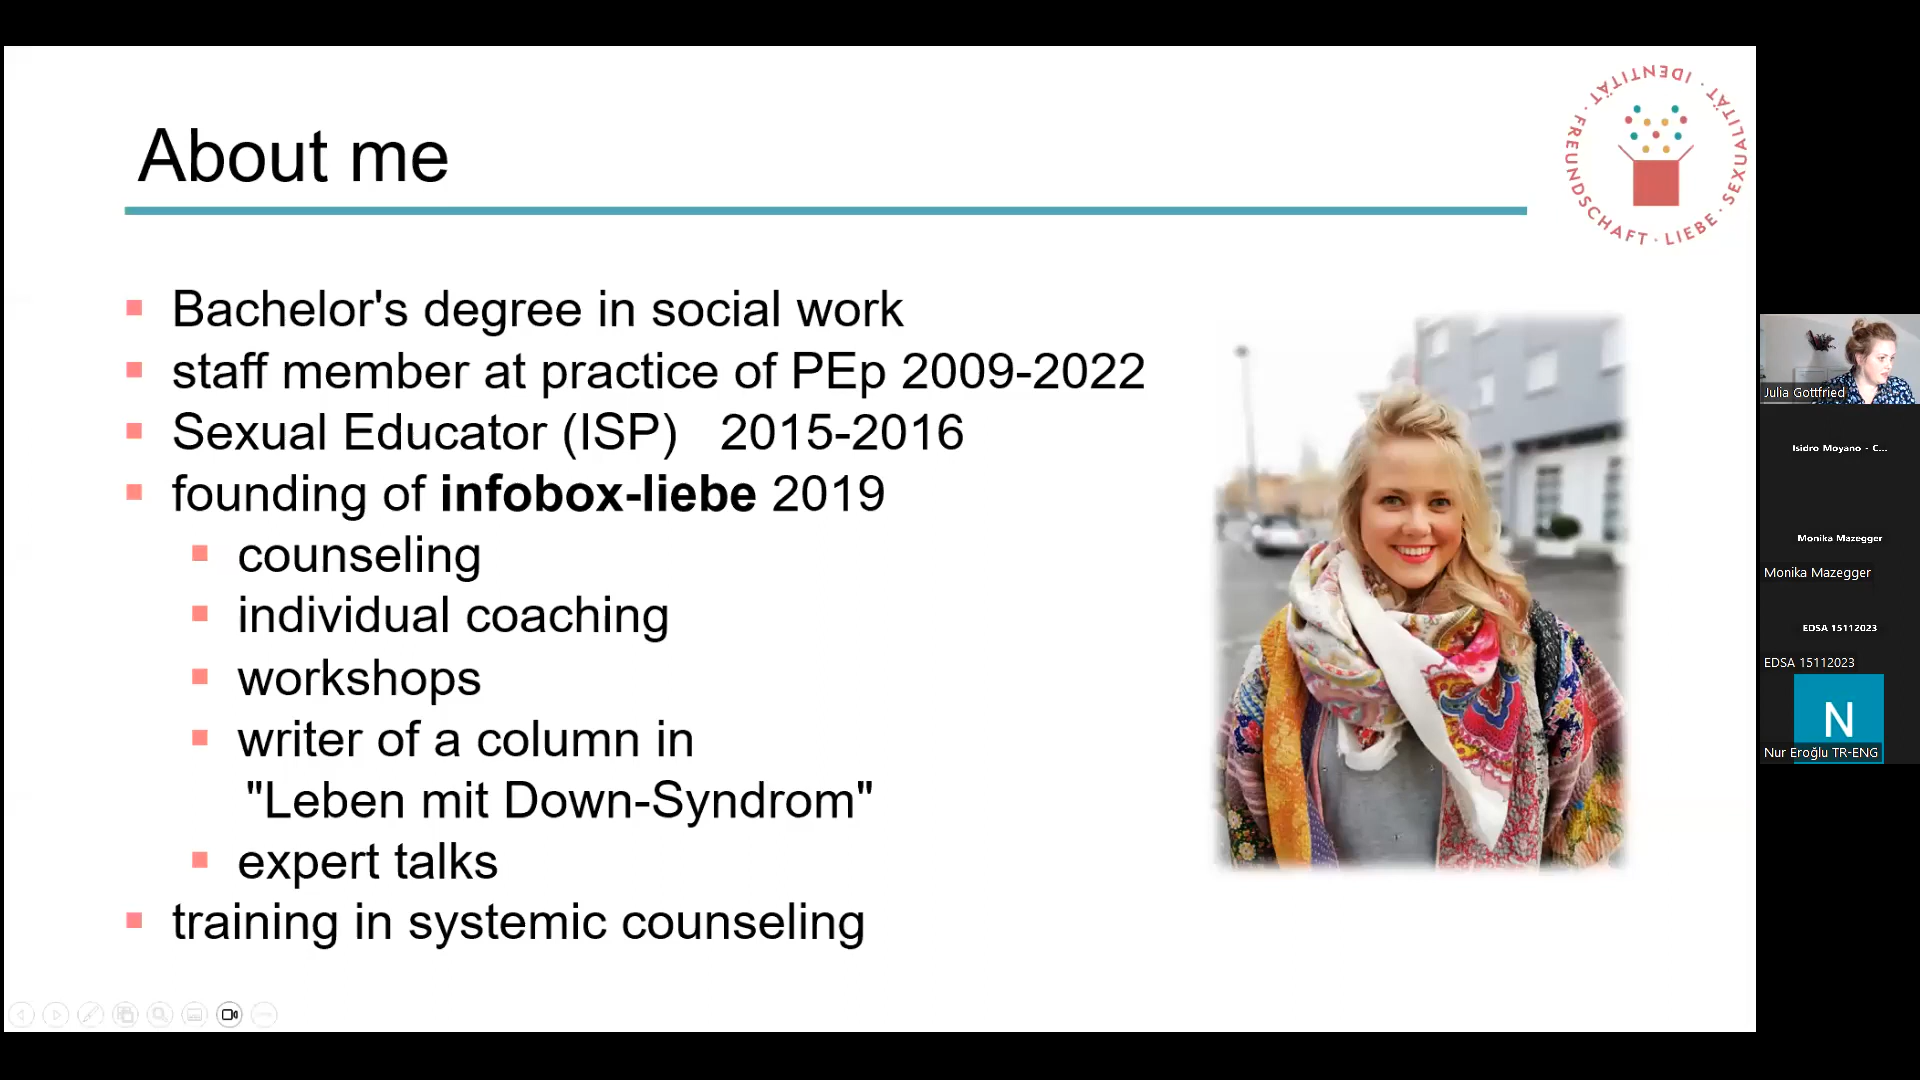 About me
FREUNDSCHAFT · LIEBE · SEXUALITÄT · IDENTITÄT ·
Bachelor's degree in social work
staff member at practice of PEp 2009-2022
Sexual Educator (ISP) 2015-2016
founding of infobox-liebe 2019
counseling
individual coaching
workshops
writer of a column in
"Leben mit Down-Syndrom"
expert talks
training in systemic counseling
Julia Gottfried
Isidro Moyano - C...
Monika Mazegger
Monika Mazegger
EDSA 15112023
EDSA 15112023
N
Nur Eroğlu TR-ENG